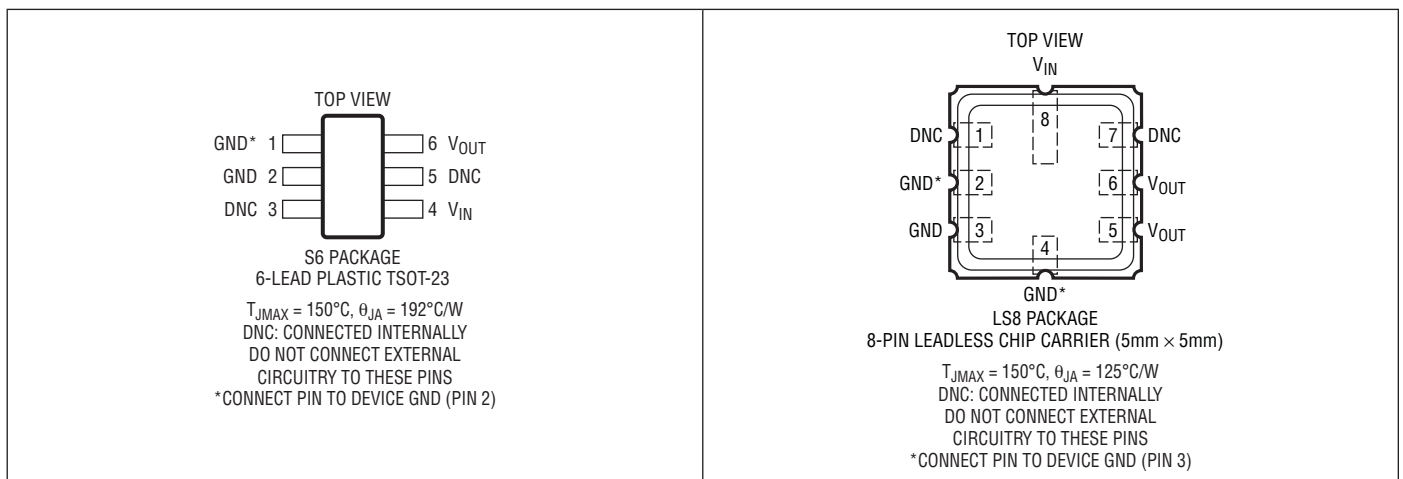 TOP VIEW
GND* 1
6 VOUT
GND 2
5 DNC
DNC 3
4 VIN
S6 PACKAGE
6-LEAD PLASTIC TSOT-23
TJMAX = 150°C, θJA = 192°C/W
DNC: CONNECTED INTERNALLY
DO NOT CONNECT EXTERNAL
CIRCUITRY TO THESE PINS
*CONNECT PIN TO DEVICE GND (PIN 2)
TOP VIEW
VIN
8
DNC 1
7 DNC
GND* 2
6 VOUT
GND 3
5 VOUT
4
GND*
LS8 PACKAGE
8-PIN LEADLESS CHIP CARRIER (5mm × 5mm)
TJMAX = 150°C, θJA = 125°C/W
DNC: CONNECTED INTERNALLY
DO NOT CONNECT EXTERNAL
CIRCUITRY TO THESE PINS
*CONNECT PIN TO DEVICE GND (PIN 3)